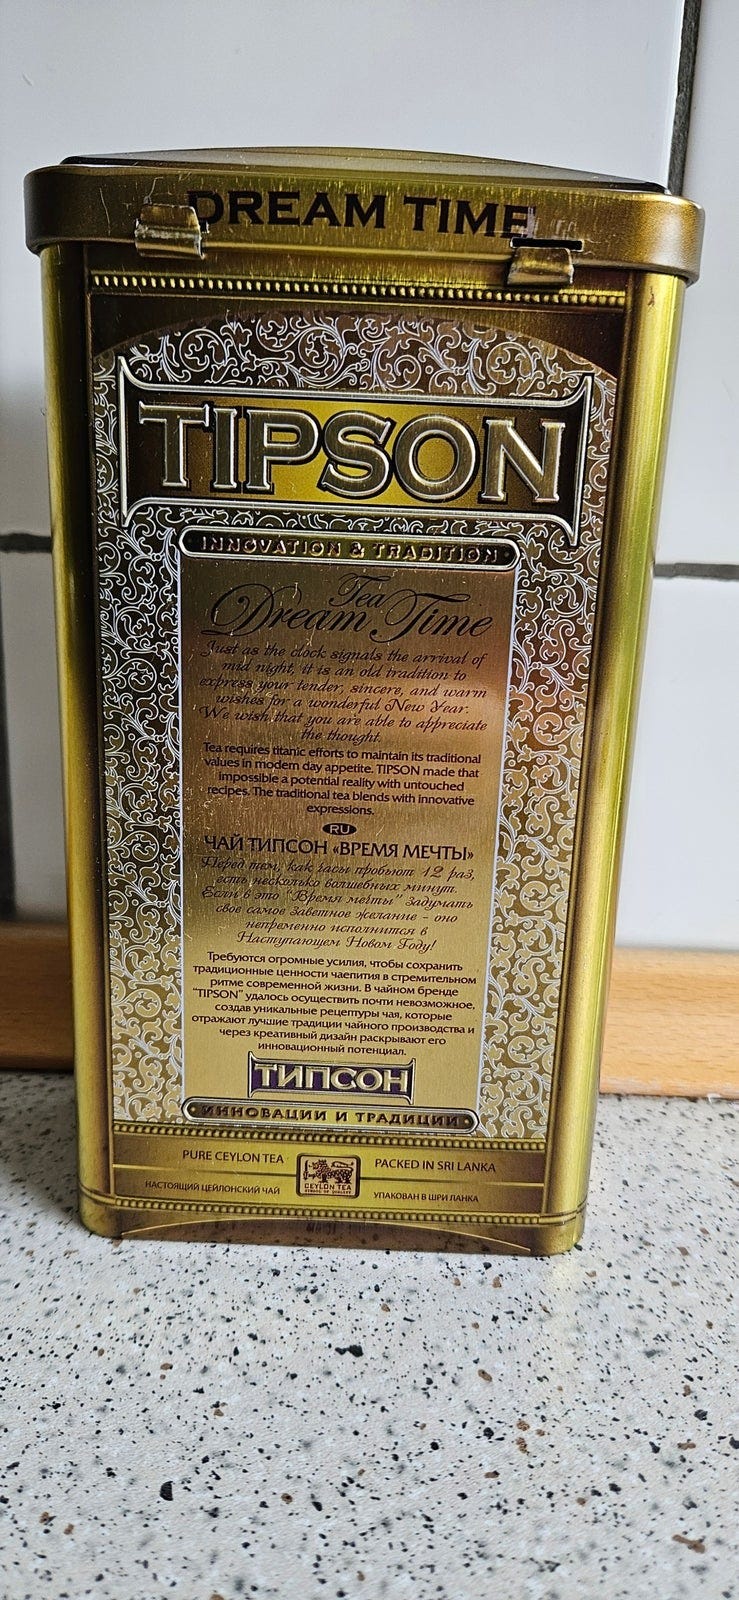 DREAM TIME
TIPSON
INNOVATION & TRADITION
Tea
Dream Time
Just as the clock signals the arrival of
mid night, it is an old tradition to
express your tender, sincere, and warm
wishes for a wonderful New Year.
We wish that you are able to appreciate
the thought.
Tea requires titanic efforts to maintain its traditional
values in modern day appetite. TIPSON made that
impossible a potential reality with untouched
recipes. The traditional tea blends with innovative
expressions.
RU
ЧАЙ ТИПСОН «ВРЕМЯ МЕЧТЫ»
Перед тем, как часы пробьют 12 раз,
есть несколько волшебных минут.
Если в это "Время мечты" задумать
свое самое заветное желание - оно
непременно исполнится в
Наступающем Новом Году!
Требуются огромные усилия, чтобы сохранить
традиционные ценности чаепития в стремительном
ритме современной жизни. В чайном бренде
"TIPSON" удалось осуществить почти невозможное,
создав уникальные рецептуры чая, которые
отражают лучшие традиции чайного производства и
через креативный дизайн раскрывают его
инновационный потенциал.
ТИПСОН
ИННОВАЦИИ И ТРАДИЦИИ
PURE CEYLON TEA
PACKED IN SRI LANKA
CEYLON TEA
SYMBOL OF QUALITY
НАСТОЯЩИЙ ЦЕЙЛОНСКИЙ ЧАЙ
УПАКОВАН В ШРИ ЛАНКА